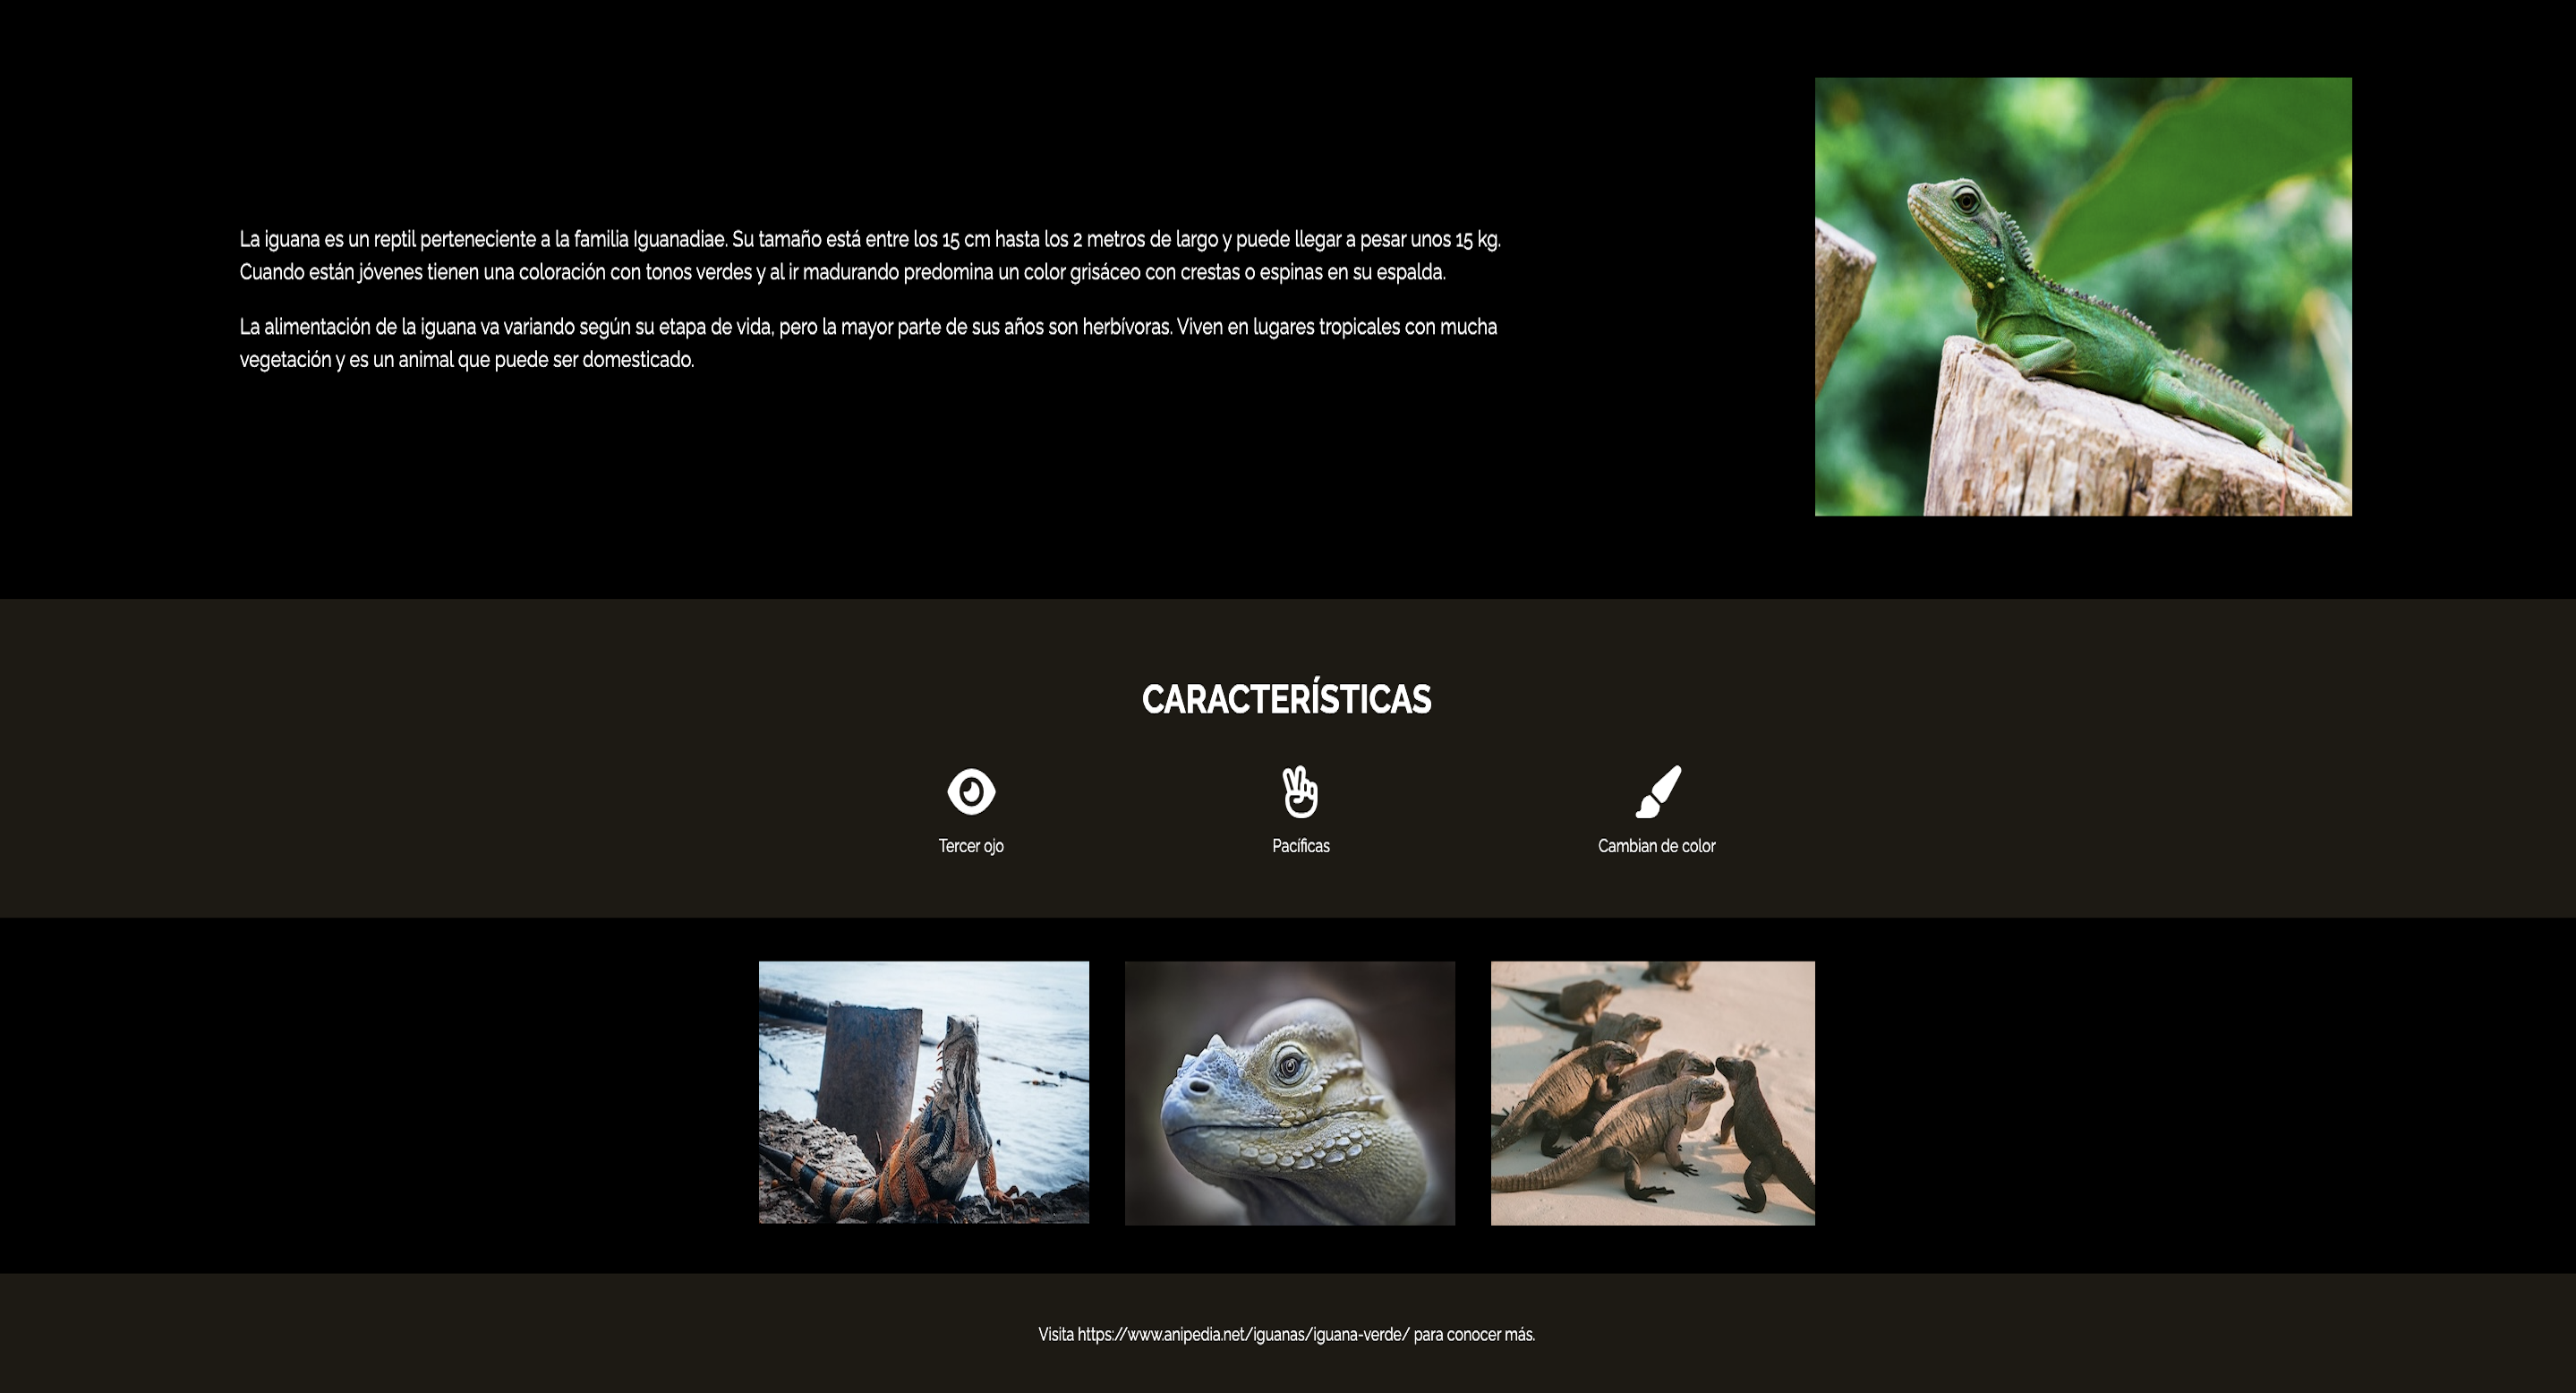 La iguana es un reptil perteneciente a la familia Iguanadiae. Su tamaño está entre los 15 cm hasta los 2 metros de largo y puede llegar a pesar unos 15 kg.
Cuando están jóvenes tienen una coloración con tonos verdes y al ir madurando predomina un color grisáceo con crestas o espinas en su espalda.
La alimentación de la iguana va variando según su etapa de vida, pero la mayor parte de sus años son herbívoras. Viven en lugares tropicales con mucha
vegetación y es un animal que puede ser domesticado.
CARACTERÍSTICAS
Tercer ojo
Pacíficas
Cambian de color
Visita https://www.anipedia.net/iguanas/iguana-verde/ para conocer más.